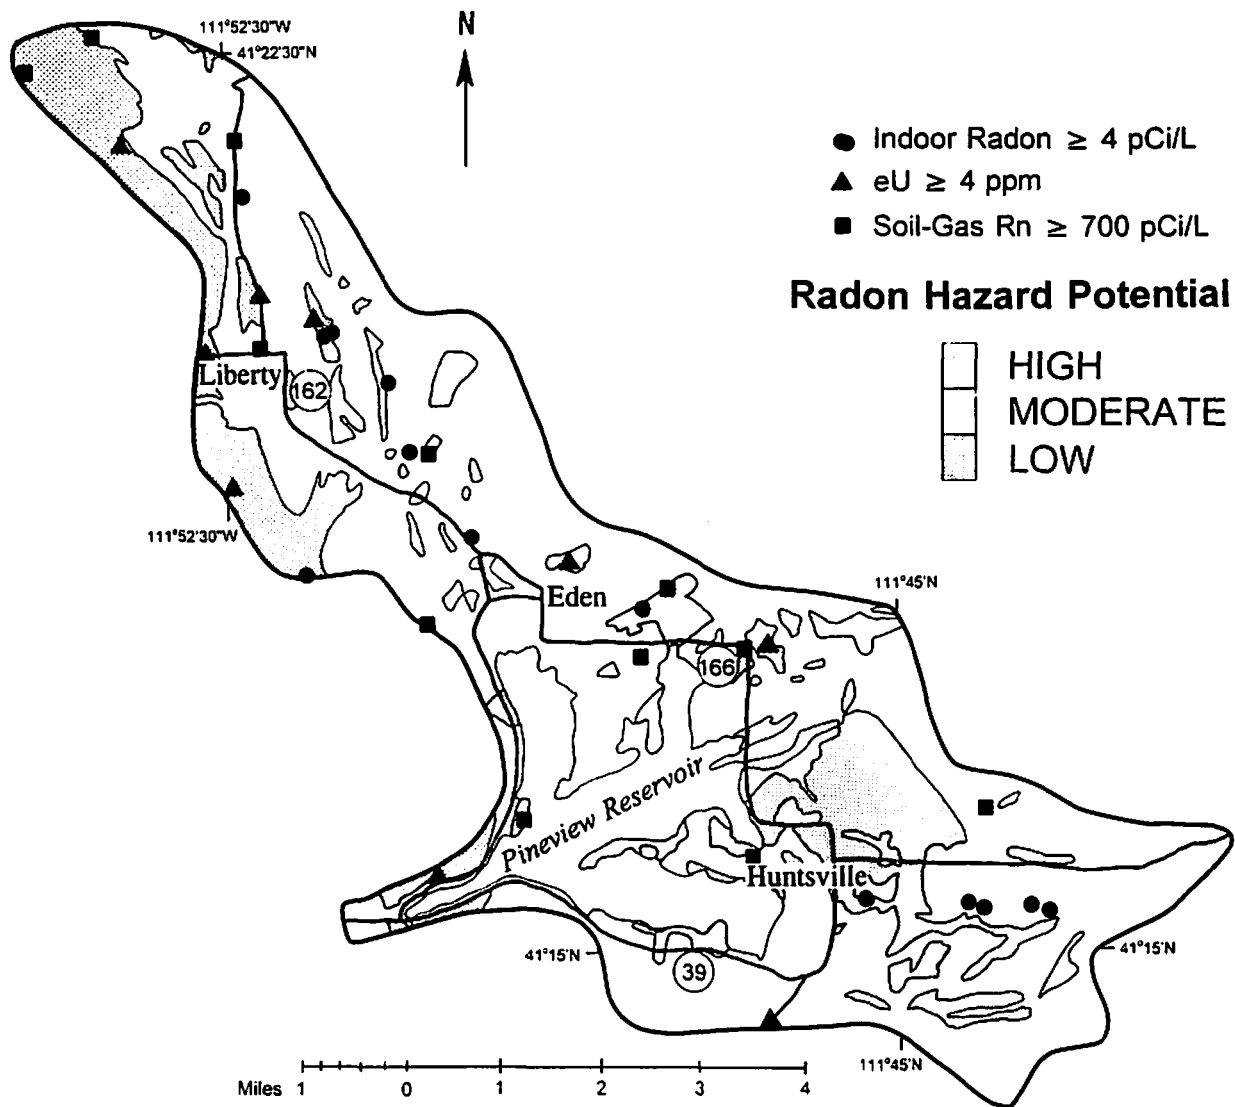 111°52'30"W
41°22'30"N
N
Indoor Radon ≥ 4 pCi/L
eU ≥ 4 ppm
Soil-Gas Rn ≥ 700 pCi/L
Radon Hazard Potential
HIGH
MODERATE
LOW
Liberty
162
111°52'30"W
Eden
111°45'N
166
Pineview Reservoir
Huntsville
41°15'N
41°15'N
39
111°45'N
Miles 1 0 1 2 3 4